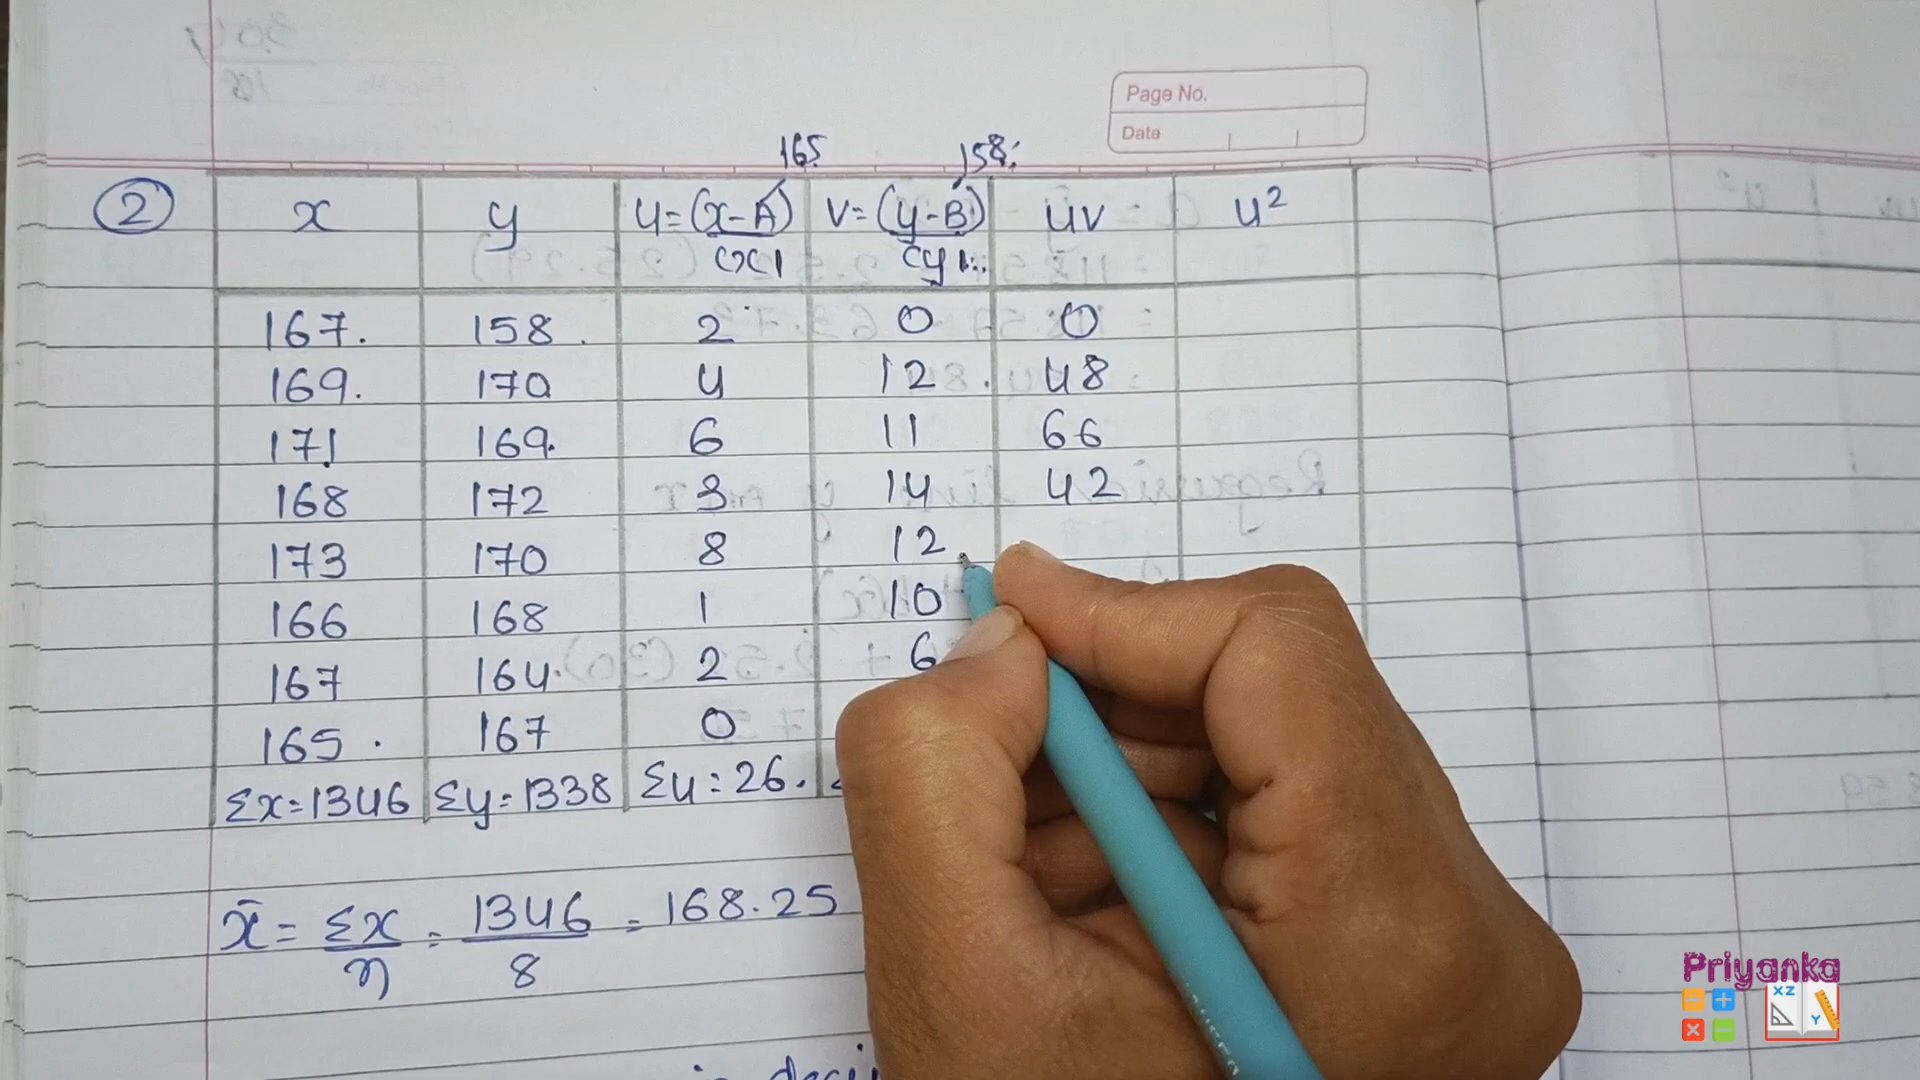 Page No.
Date
165 158
② x y u=(x-A) v=(y-B) uv u²
cx1 cy1
167. 158. 2 0 0
169. 170 4 12. 48
171 169. 6 11 66
168 172 3 14 42
173 170 8 12
166 168 1 10
167 164. 2 6
165. 167 0
Σx=1346 Σy=1338 Σu=26.
x̄ = Σx = 1346 = 168.25
n 8
Priyanka
XZ
Y